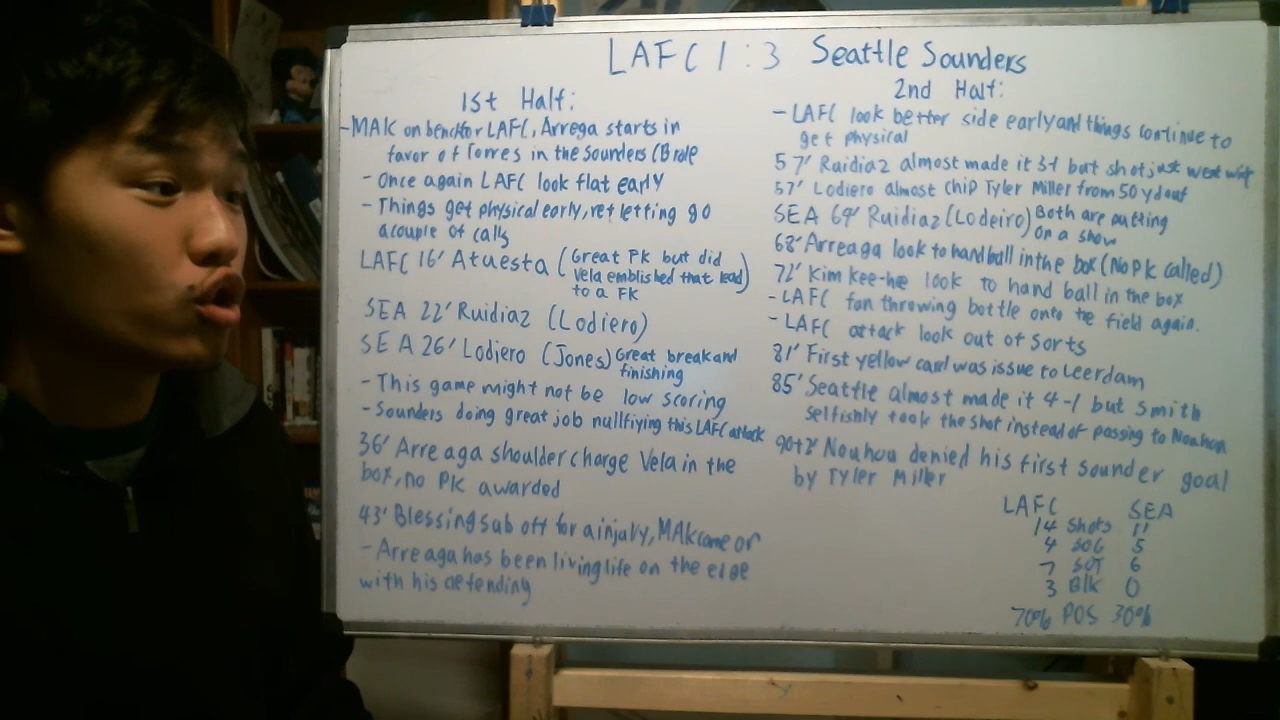 LAFC 1 : 3 Seattle Sounders
1st Half:
- MAK on bench for LAFC, Arrega starts in
favor of Torres in the Sounders CB role
- Once again LAFC look flat early
- Things get physical early, ref letting go
a couple of calls
LAFC 16' Atuesta (Great PK but did
Vela emblished that lead)
to a FK
SEA 22' Ruidiaz (Lodiero)
SEA 26' Lodiero (Jones) Great break and
finishing
- This game might not be low scoring
- Sounders doing great job nullfiying this LAFC attack
36' Arreaga shoulder charge Vela in the
box, no PK awarded
43' Blessing sub off for a injury, MAK come on
- Arreaga has been living life on the edge
with his defending
2nd Half:
- LAFC look better side early and things continue to
get physical
57' Raidiaz almost made it 3-1 but shot just went wide
57' Lodiero almost chip Tyler Miller from 50 yd out
SEA 64' Ruidiaz (Lodeiro) Both are putting
on a show
68' Arreaga look to handball in the box (No PK called)
72' Kim Kee-he look to hand ball in the box
- LAFC fan throwing bottle onto the field again.
- LAFC attack look out of sorts
81' First yellow card was issue to Leerdam
85' Seattle almost made it 4-1 but Smith
selfishly took the shot instead of passing to Nouhou
90+2' Nouhou denied his first sounder goal
by Tyler Miller
LAFC SEA
14 Shots 11
4 SOG 5
7 SOT 6
3 Blk 0
70% POS 30%